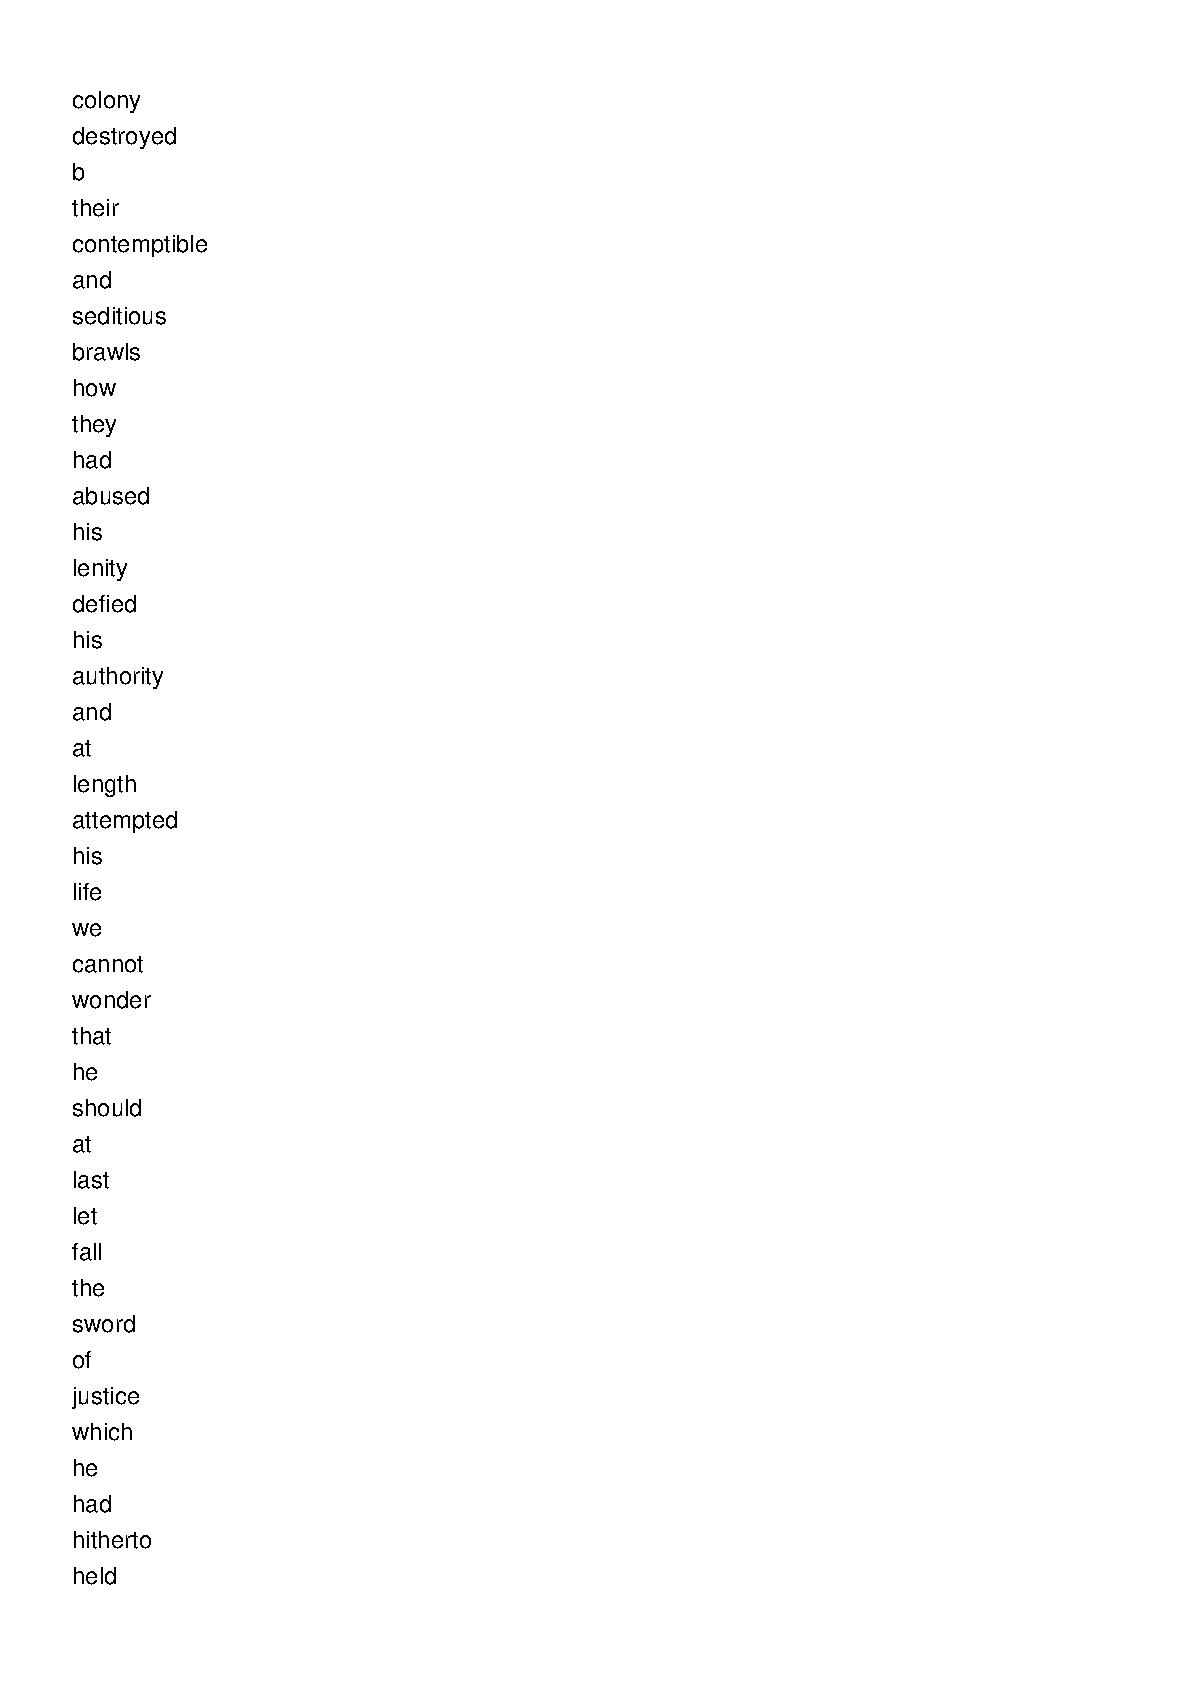 colony
destroyed
b
their
contemptible
and
seditious
brawls
how
they
had
abused
his
lenity
defied
his
authority
and
at
length
attempted
his
life
we
cannot
wonder
that
he
should
at
last
let
fall
the
sword
of
justice
which
he
had
hitherto
held